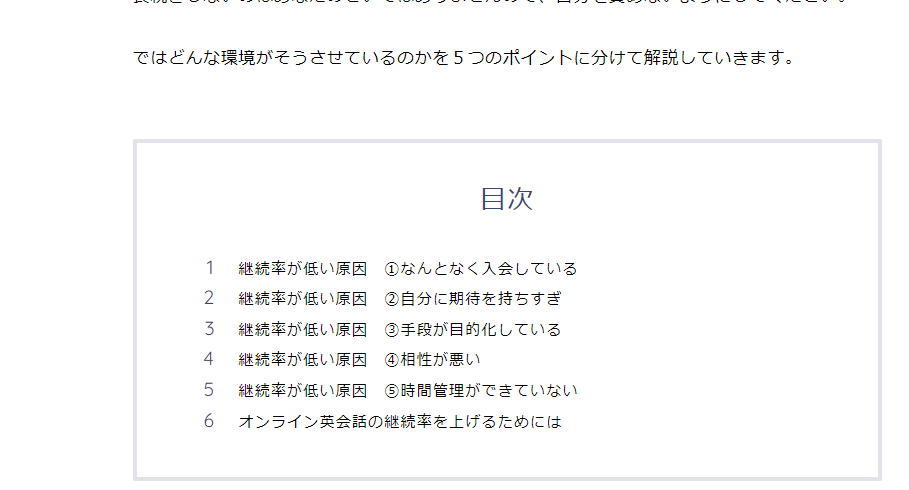 ではどんな環境がそうさせているのかを５つのポイントに分けて解説していきます。
目次
1 継続率が低い原因　①なんとなく入会している
2 継続率が低い原因　②自分に期待を持ちすぎ
3 継続率が低い原因　③手段が目的化している
4 継続率が低い原因　④相性が悪い
5 継続率が低い原因　⑤時間管理ができていない
6 オンライン英会話の継続率を上げるためには